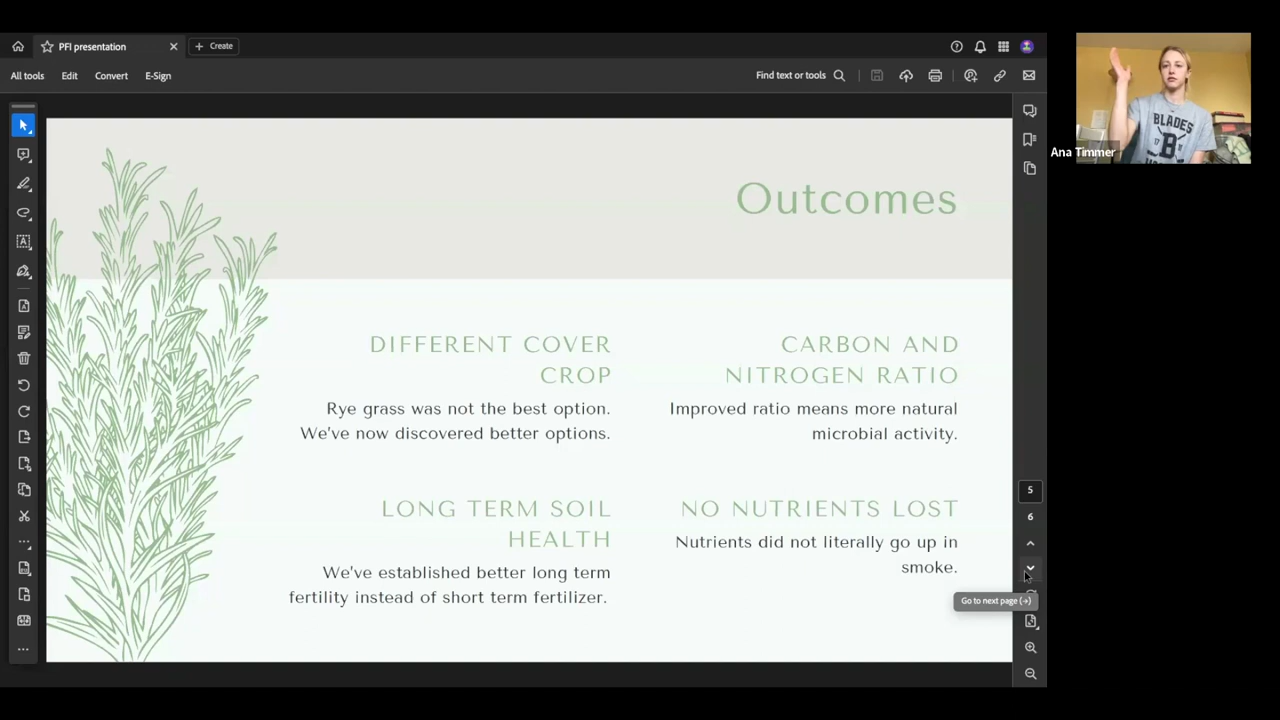 PFI presentation
Create
All tools
Edit
Convert
E-Sign
Find text or tools
Outcomes
DIFFERENT COVER
CROP
Rye grass was not the best option.
We've now discovered better options.
CARBON AND
NITROGEN RATIO
Improved ratio means more natural
microbial activity.
LONG TERM SOIL
HEALTH
We've established better long term
fertility instead of short term fertilizer.
NO NUTRIENTS LOST
Nutrients did not literally go up in
smoke.
5
6
Go to next page (→)
BLADES
B
Ana Timmer